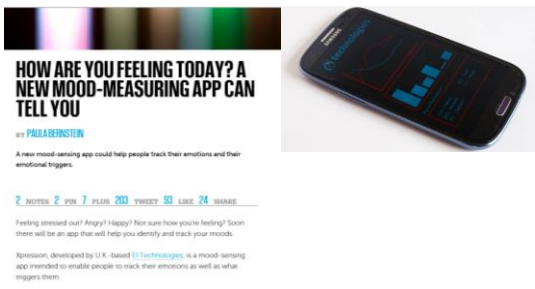 HOW ARE YOU FEELING TODAY? A
NEW MOOD-MEASURING APP CAN
TELL YOU
BY PAULA BERNSTEIN
A new mood-sensing app could help people track their emotions and their
emotional triggers.
2 NOTES 2 PIN 7 PLUS 203 TWEET 93 LIKE 24 SHARE
Feeling stressed out? Angry? Happy? Not sure how you're feeling? Soon
there will be an app that will help you identify and track your moods.
Xpression, developed by U.K.-based EI Technologies, is a mood-sensing
app intended to enable people to track their emotions as well as what
triggers them.
SAMSUNG
technologies